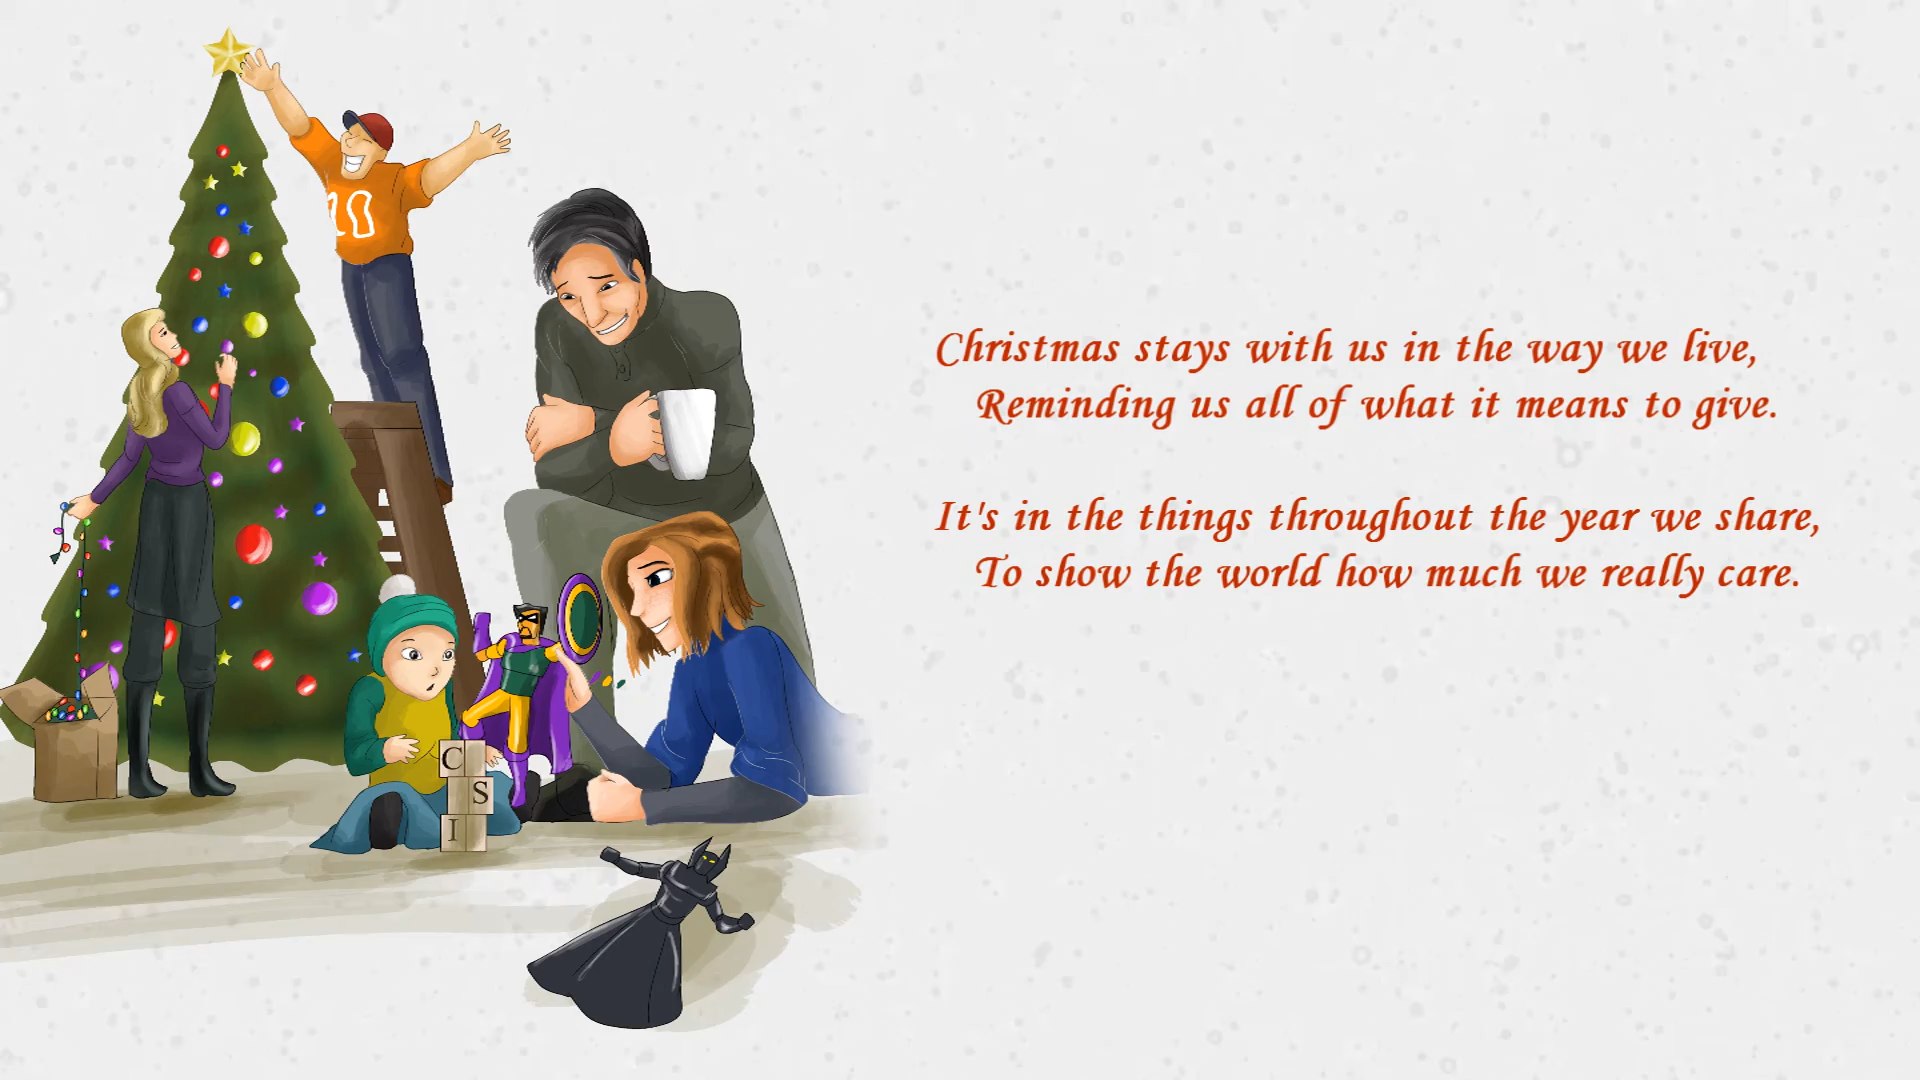 10
Christmas stays with us in the way we live,
Reminding us all of what it means to give.
It's in the things throughout the year we share,
To show the world how much we really care.
C
S
I